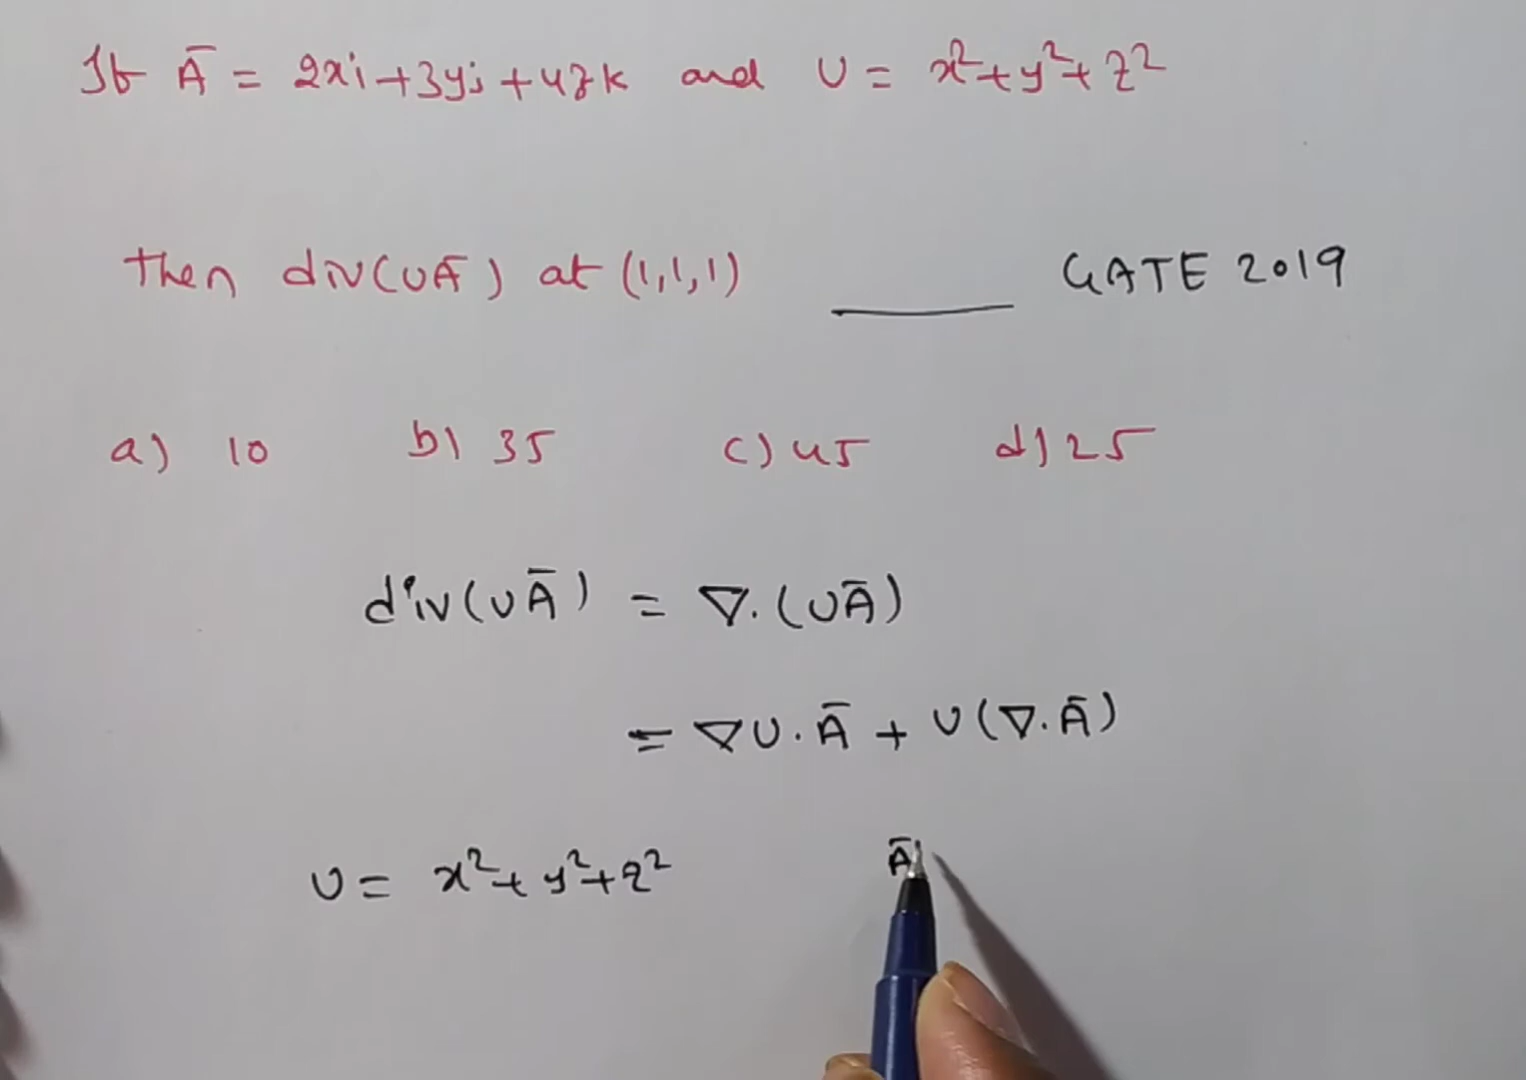 If Ā = 2xi+3yj+4zk and U = x²+y²+z²
then div(UĀ) at (1,1,1) ______ GATE 2019
a) 10 b) 35 c) 45 d) 25
div(UĀ) = ∇.(UĀ)
= ∇U.Ā + U(∇.Ā)
U = x²+y²+z² Ā